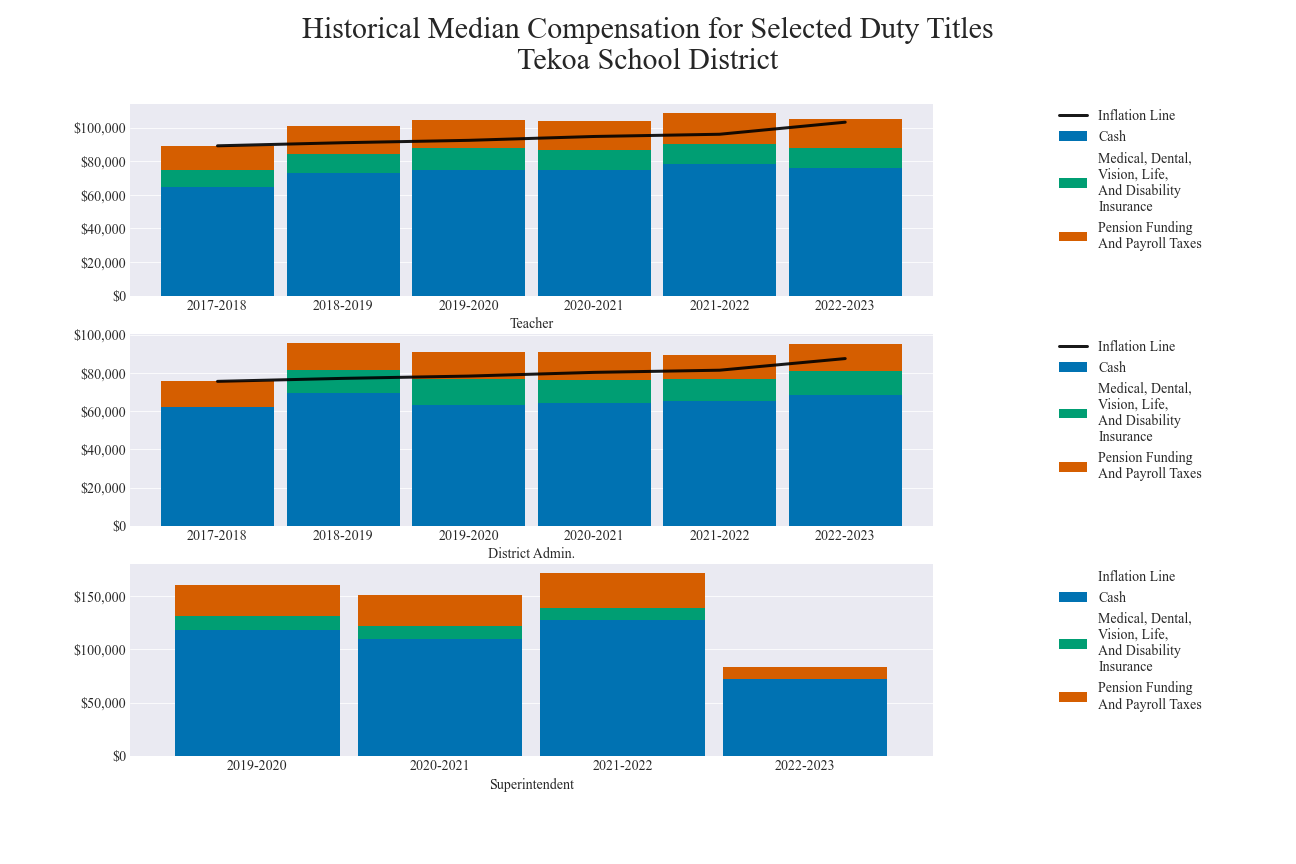 Historical Median Compensation for Selected Duty Titles
Tekoa School District
$100,000
$80,000
$60,000
$40,000
$20,000
$0
2017-2018 2018-2019 2019-2020 2020-2021 2021-2022 2022-2023
Teacher
Inflation Line
Cash
Medical, Dental,
Vision, Life,
And Disability
Insurance
Pension Funding
And Payroll Taxes
$100,000
$80,000
$60,000
$40,000
$20,000
$0
2017-2018 2018-2019 2019-2020 2020-2021 2021-2022 2022-2023
District Admin.
Inflation Line
Cash
Medical, Dental,
Vision, Life,
And Disability
Insurance
Pension Funding
And Payroll Taxes
$150,000
$100,000
$50,000
$0
2019-2020 2020-2021 2021-2022 2022-2023
Superintendent
Inflation Line
Cash
Medical, Dental,
Vision, Life,
And Disability
Insurance
Pension Funding
And Payroll Taxes